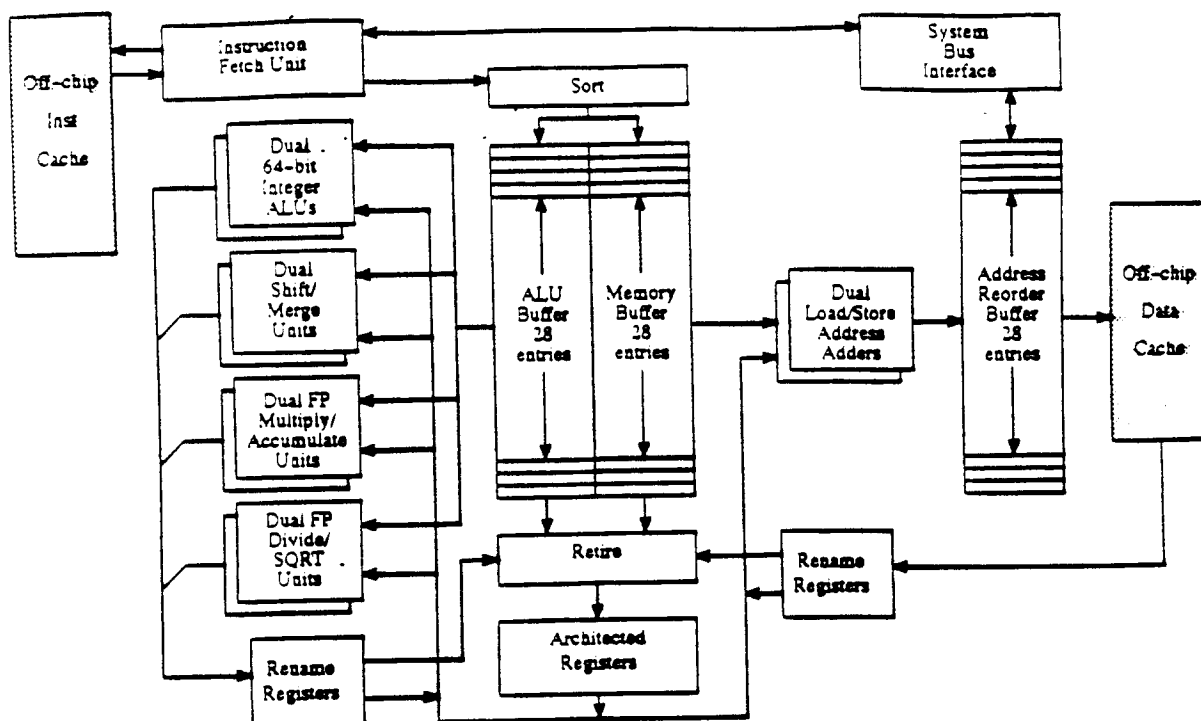 Off-chip
Inst
Cache
Instruction
Fetch Unit
Sort
System
Bus
Interface
Dual
64-bit
Integer
ALUs
Dual
Shift/
Merge
Units
Dual FP
Multiply/
Accumulate
Units
Dual FP
Divide/
SQRT
Units
Rename
Registers
ALU
Buffer
28
entries
Memory
Buffer
28
entries
Retire
Architected
Registers
Dual
Load/Store
Address
Adders
Address
Reorder
Buffer
28
entries
Rename
Registers
Off-chip
Data
Cache